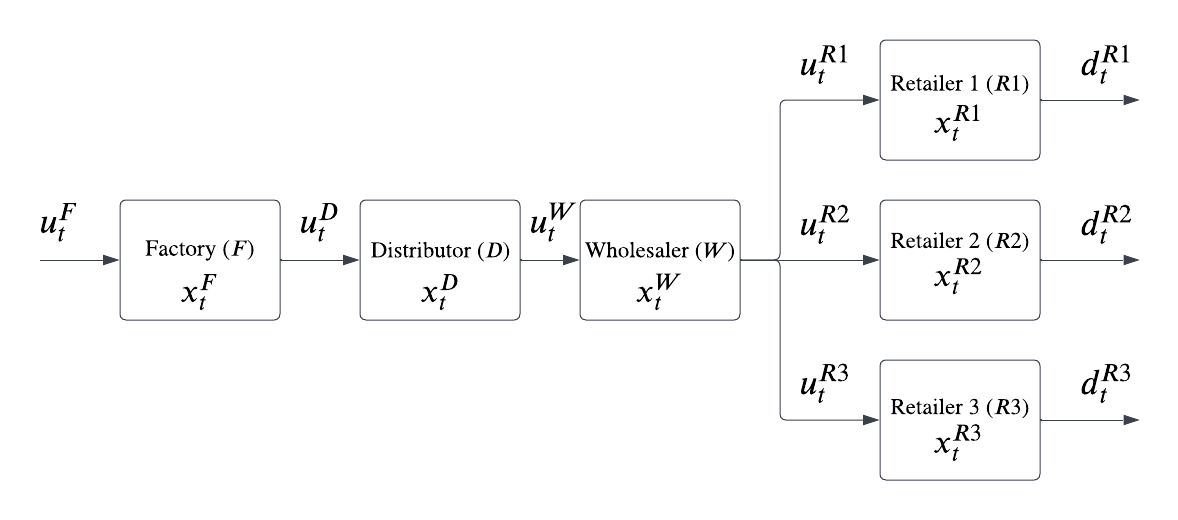 u_t^F
Factory (F)
x_t^F
u_t^D
Distributor (D)
x_t^D
u_t^W
Wholesaler (W)
x_t^W
u_t^{R1}
Retailer 1 (R1)
x_t^{R1}
d_t^{R1}
u_t^{R2}
Retailer 2 (R2)
x_t^{R2}
d_t^{R2}
u_t^{R3}
Retailer 3 (R3)
x_t^{R3}
d_t^{R3}